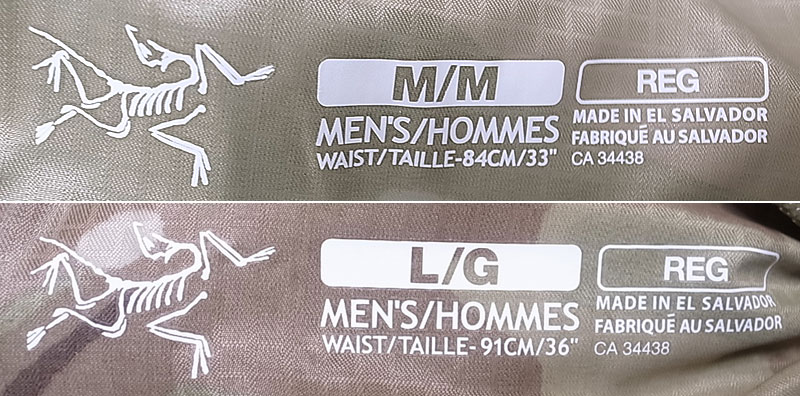 M/M
REG
MEN'S/HOMMES
MADE IN EL SALVADOR
FABRIQUÉ AU SALVADOR
WAIST/TAILLE-84CM/33"
CA 34438
L/G
REG
MEN'S/HOMMES
MADE IN EL SALVADOR
FABRIQUÉ AU SALVADOR
WAIST/TAILLE-91CM/36"
CA 34438